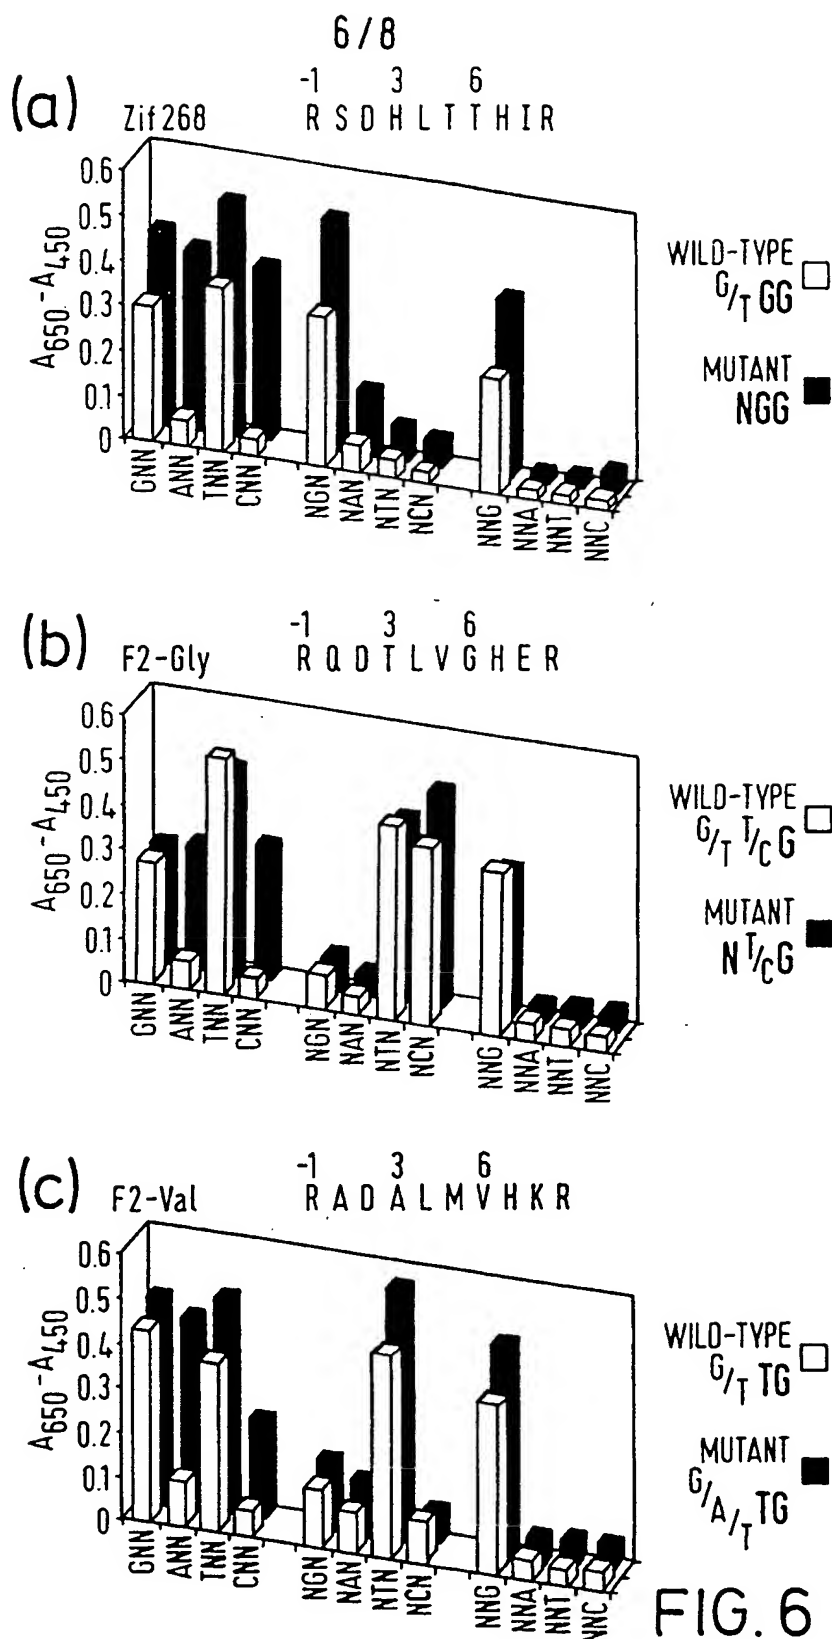 6/8
(a)
Zif268
-1 3 6
R S D H L T T H I R
0.6
0.5
0.4
0.3
0.2
0.1
0
A650-A450
GNN ANN TNN CNN NGN NAN NTN NCN NNG NNA NNT NNC
WILD-TYPE
G/T GG
MUTANT
NGG
(b)
F2-Gly
-1 3 6
R Q D T L V G H E R
0.6
0.5
0.4
0.3
0.2
0.1
0
A650-A450
GNN ANN TNN CNN NGN NAN NTN NCN NNG NNA NNT NNC
WILD-TYPE
G/T T/C G
MUTANT
N T/C G
(c)
F2-Val
-1 3 6
R A D A L M V H K R
0.6
0.5
0.4
0.3
0.2
0.1
0
A650-A450
GNN ANN TNN CNN NGN NAN NTN NCN NNG NNA NNT NNC
WILD-TYPE
G/T TG
MUTANT
G/A/T TG
FIG. 6